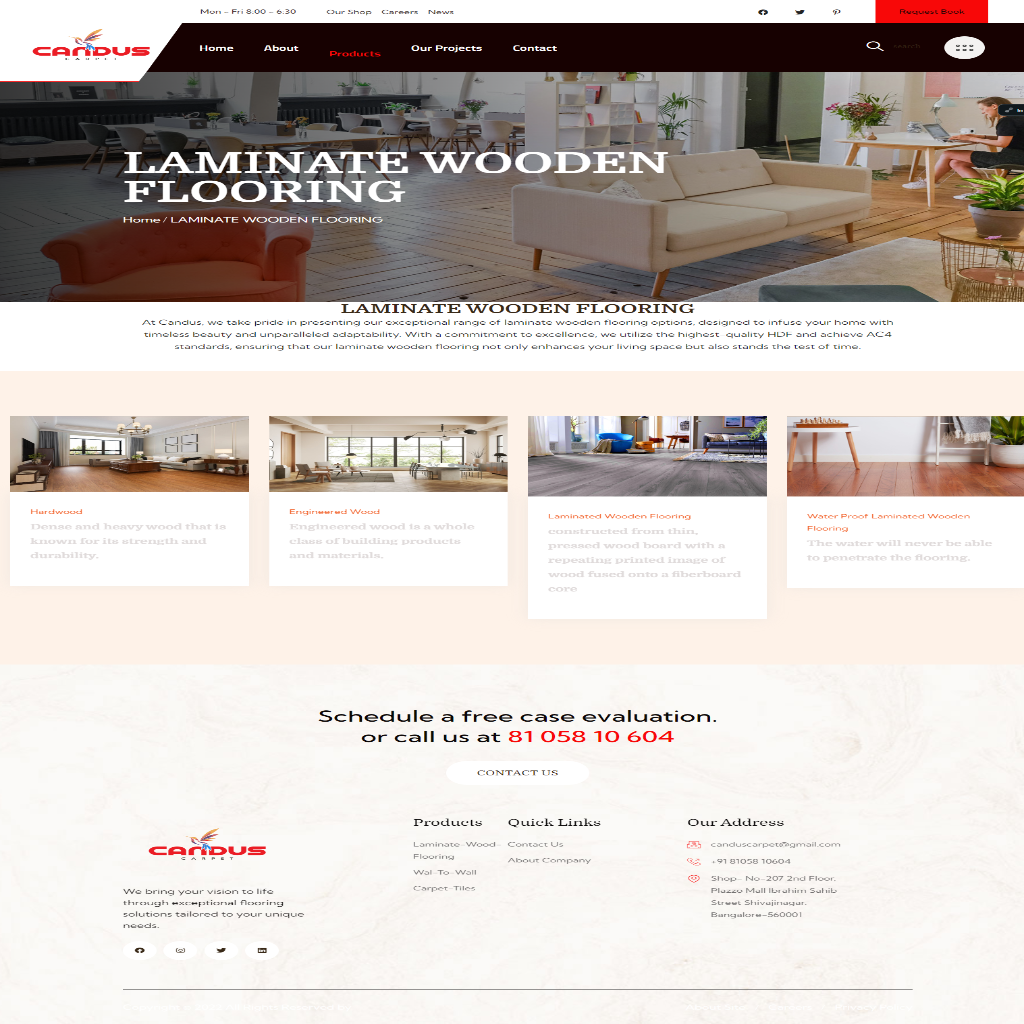 Mon - Fri 8:00 - 6:30
Our Shop
Careers
News
Request Book
CANDUS
CARPET
Home
About
Products
Our Projects
Contact
Search
LAMINATE WOODEN
FLOORING
Home / LAMINATE WOODEN FLOORING
LAMINATE WOODEN FLOORING
At Candus, we take pride in presenting our exceptional range of laminate wooden flooring options, designed to infuse your home with
timeless beauty and unparalleled adaptability. With a commitment to excellence, we utilize the highest-quality HDF and achieve AC4
standards, ensuring that our laminate wooden flooring not only enhances your living space but also stands the test of time.
Hardwood
Dense and heavy wood that is
known for its strength and
durability.
Engineered Wood
Engineered wood is a whole
class of building products
and materials.
Laminated Wooden Flooring
constructed from thin,
pressed wood board with a
repeating printed image of
wood fused onto a fiberboard
core
Water Proof Laminated Wooden
Flooring
The water will never be able
to penetrate the flooring.
Schedule a free case evaluation.
or call us at 81 058 10 604
CONTACT US
CANDUS
CARPET
We bring your vision to life
through exceptional flooring
solutions tailored to your unique
needs.
Products
Laminate-Wood-
Flooring
Wal-To-Wall
Carpet-Tiles
Quick Links
Contact Us
About Company
Our Address
canduscarpet@gmail.com
+91 81058 10604
Shop- No-207 2nd Floor,
Plazzo Mall Ibrahim Sahib
Street Shivajinagar,
Bangalore-560001